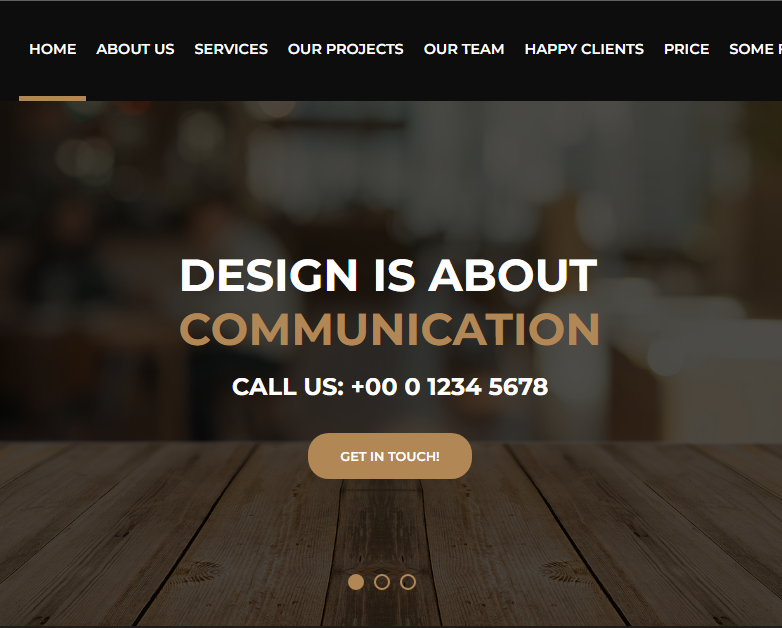 HOME ABOUT US SERVICES OUR PROJECTS OUR TEAM HAPPY CLIENTS PRICE SOME
DESIGN IS ABOUT
COMMUNICATION
CALL US: +00 0 1234 5678
GET IN TOUCH!